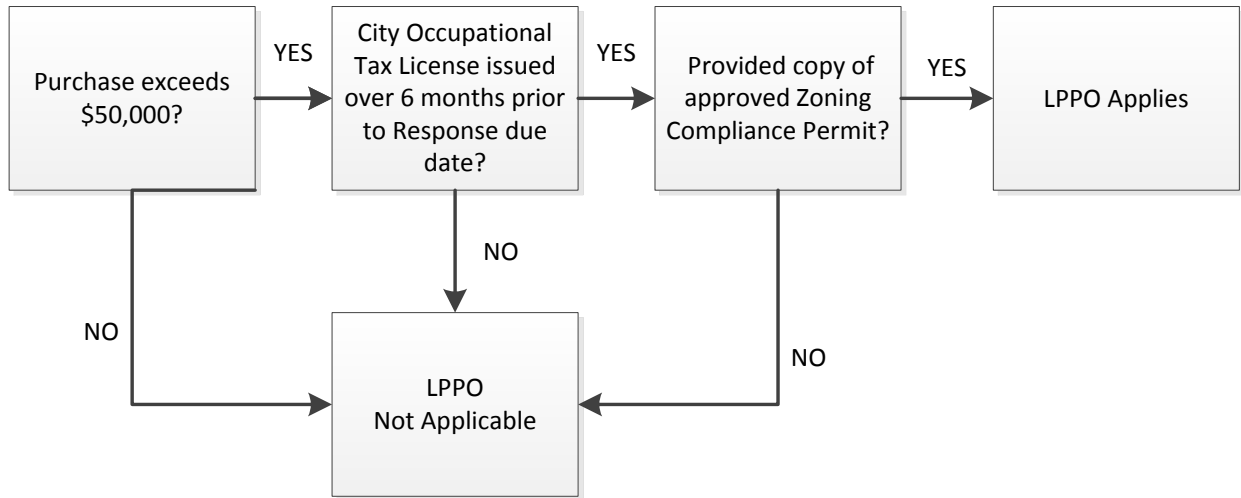 Purchase exceeds
$50,000?
YES
City Occupational
Tax License issued
over 6 months prior
to Response due
date?
YES
Provided copy of
approved Zoning
Compliance Permit?
YES
LPPO Applies
NO
NO
NO
LPPO
Not Applicable